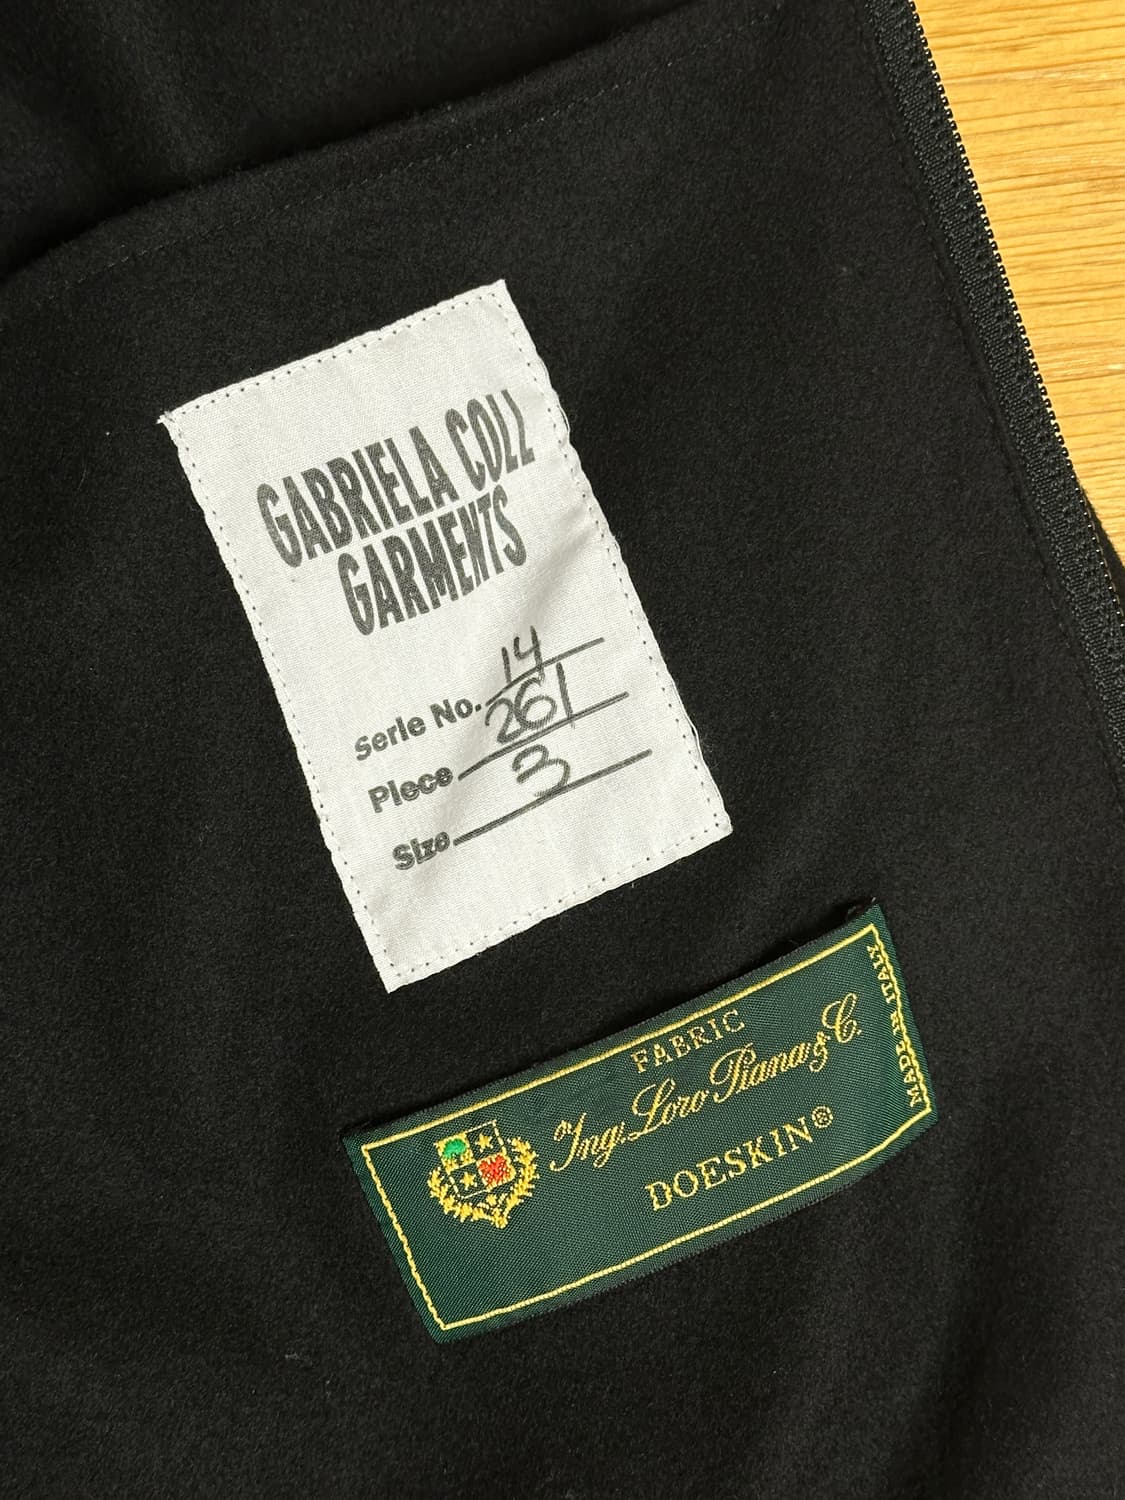 GABRIELA COLL
GARMENTS
Serie No. 14
Piece 261
Size 3
FABRIC
Ing. Loro Piana & C.
DOESKIN®
MADE IN ITALY